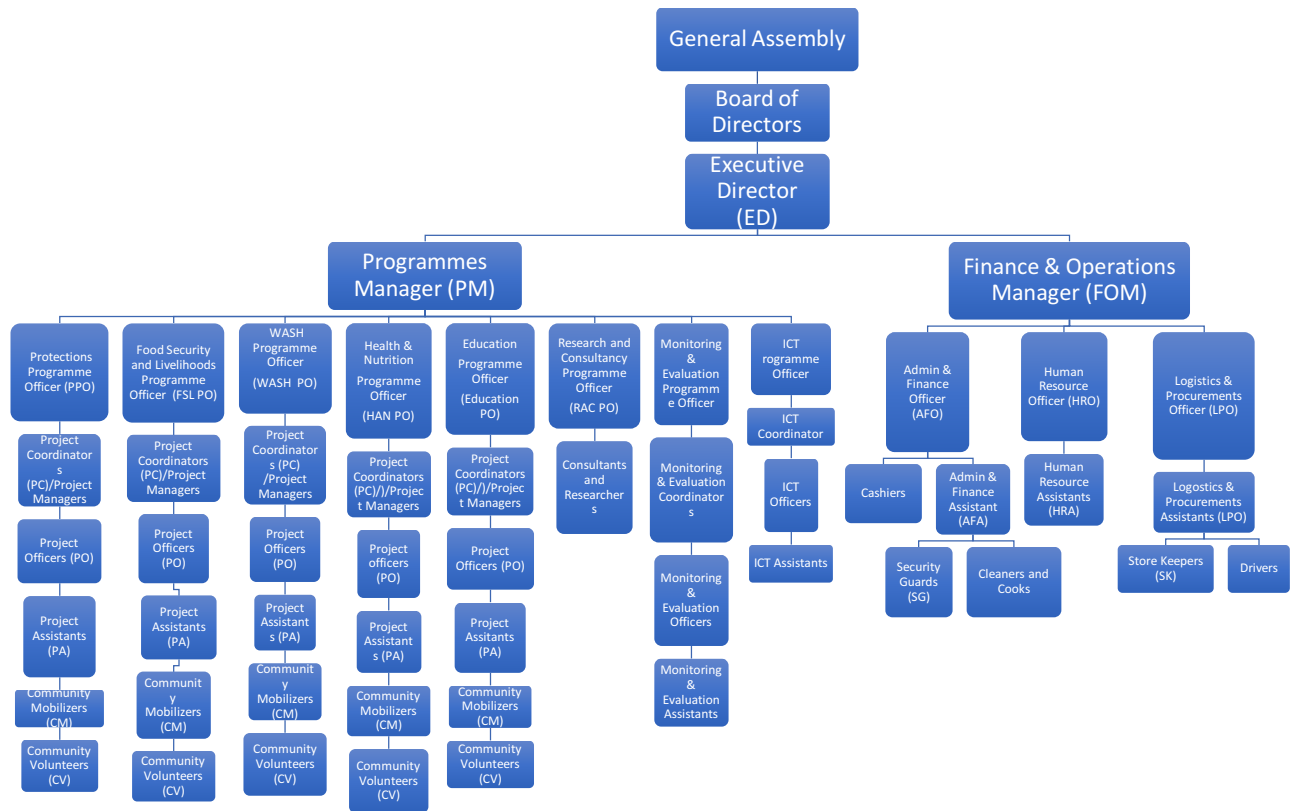 General Assembly
Board of
Directors
Executive
Director
(ED)
Programmes
Manager (PM)
Finance & Operations
Manager (FOM)
Protections
Programme
Officer (PPO)
Project
Coordinator
s
(PC)/Project
Managers
Project
Officers (PO)
Project
Assistants
(PA)
Community
Mobilizers
(CM)
Community
Volunteers
(CV)
Food Security
and Livelihoods
Programme
Officer (FSL PO)
Project
Coordinators
(PC)/Project
Managers
Project
Officers
(PO)
Project
Assistants
(PA)
Communit
y
Mobilizers
(CM)
Community
Volunteers
(CV)
WASH
Programme
Officer
(WASH PO)
Project
Coordinator
s (PC)
/Project
Managers
Project
Officers
(PO)
Project
Assistant
s (PA)
Communit
y
Mobilizers
(CM)
Community
Volunteers
(CV)
Health &
Nutrition
Programme
Officer
(HAN PO)
Project
Coordinators
(PC)/)/Projec
t Managers
Project
officers
(PO)
Project
Assistant
s (PA)
Community
Mobilizers
(CM)
Community
Volunteers
(CV)
Education
Programme
Officer
(Education
PO)
Project
Coordinators
(PC)/)/Projec
t Managers
Project
Officers (PO)
Project
Assitants
(PA)
Community
Mobilizers
(CM)
Community
Volunteers
(CV)
Research and
Consultancy
Programme
Officer
(RAC PO)
Consultants
and
Researcher
s
Monitoring
&
Evaluation
Programm
e Officer
Monitoring
& Evaluation
Coordinator
s
Monitoring
&
Evaluation
Officers
Monitoring
&
Evaluation
Assistants
ICT
rogramme
Officer
ICT
Coordinator
ICT
Officers
ICT Assistants
Admin &
Finance
Officer
(AFO)
Cashiers
Admin &
Finance
Assistant
(AFA)
Security
Guards
(SG)
Cleaners and
Cooks
Human
Resource
Officer (HRO)
Human
Resource
Assistants
(HRA)
Logistics &
Procurements
Officer (LPO)
Logostics &
Procurements
Assistants (LPO)
Store Keepers
(SK)
Drivers